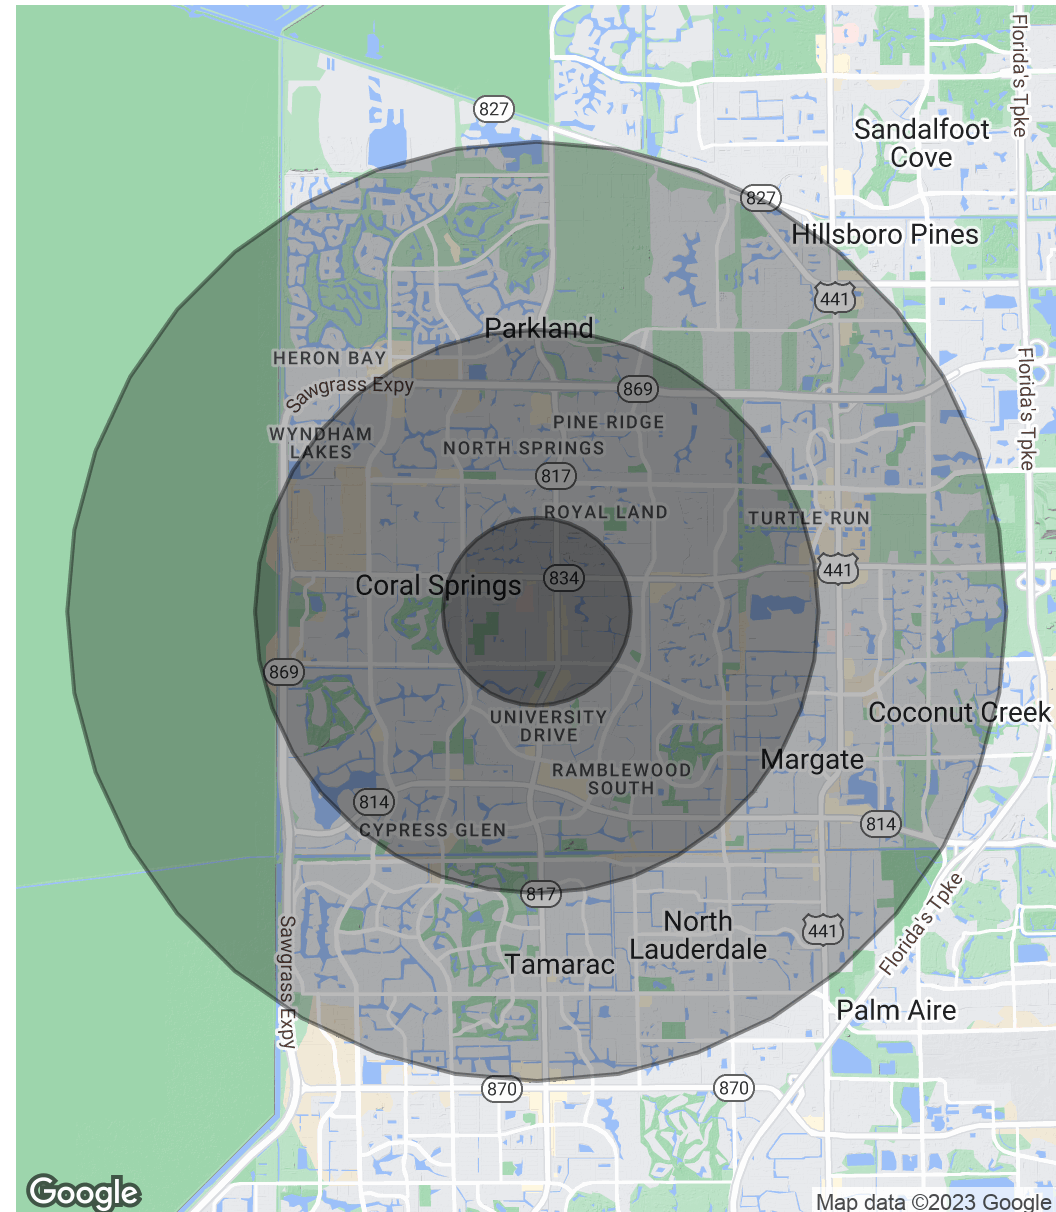 Florida's Tpke
827
Sandalfoot
Cove
827
Hillsboro Pines
441
Parkland
HERON BAY
Sawgrass Expy
869
Florida's Tpke
PINE RIDGE
WYNDHAM
LAKES
NORTH SPRINGS
817
ROYAL LAND
TURTLE RUN
441
834
Coral Springs
869
UNIVERSITY
DRIVE
Coconut Creek
Margate
RAMBLEWOOD
SOUTH
814
814
CYPRESS GLEN
817
Florida's Tpke
North
Lauderdale
441
Sawgrass Expy
Tamarac
Palm Aire
870
870
Google
Map data ©2023 Google